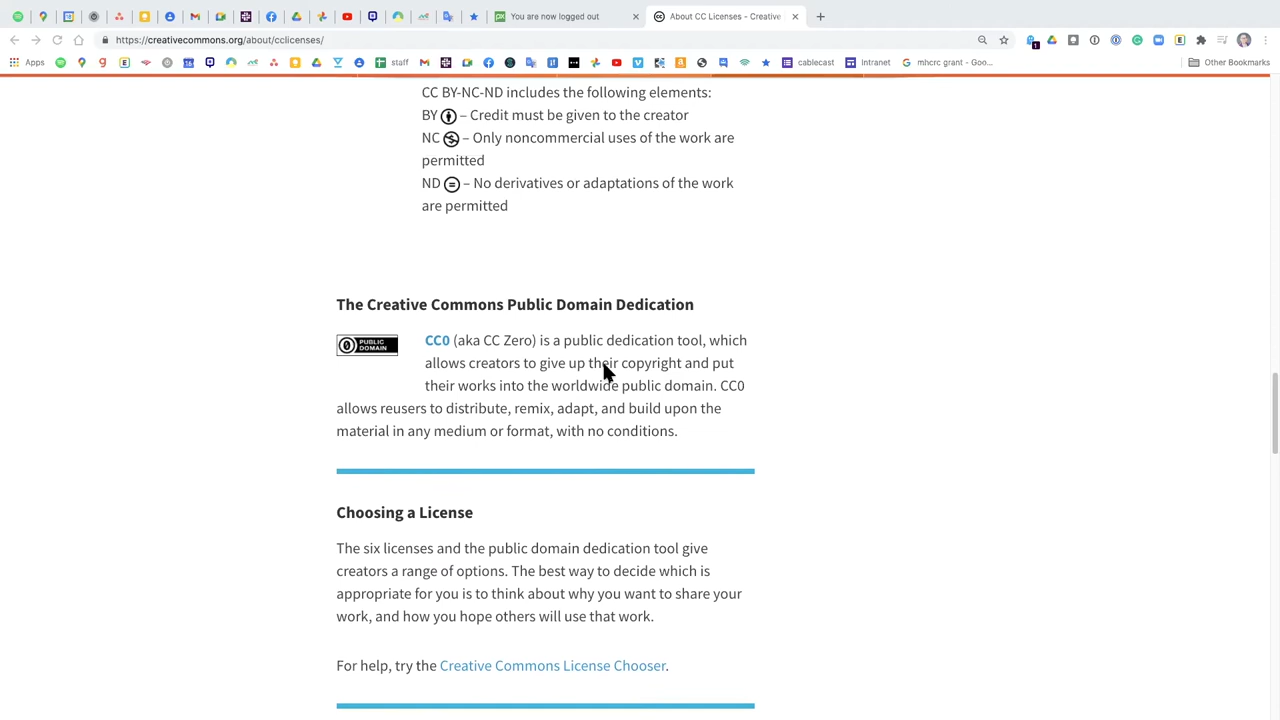 You are now logged out
About CC Licenses - Creative
https://creativecommons.org/about/cclicenses/
Apps
staff
cablecast
intranet
mhcrc grant - Goo...
Other Bookmarks
CC BY-NC-ND includes the following elements:
BY – Credit must be given to the creator
NC – Only noncommercial uses of the work are
permitted
ND – No derivatives or adaptations of the work
are permitted
The Creative Commons Public Domain Dedication
PUBLIC
DOMAIN
CC0 (aka CC Zero) is a public dedication tool, which
allows creators to give up their copyright and put
their works into the worldwide public domain. CC0
allows reusers to distribute, remix, adapt, and build upon the
material in any medium or format, with no conditions.
Choosing a License
The six licenses and the public domain dedication tool give
creators a range of options. The best way to decide which is
appropriate for you is to think about why you want to share your
work, and how you hope others will use that work.
For help, try the Creative Commons License Chooser.